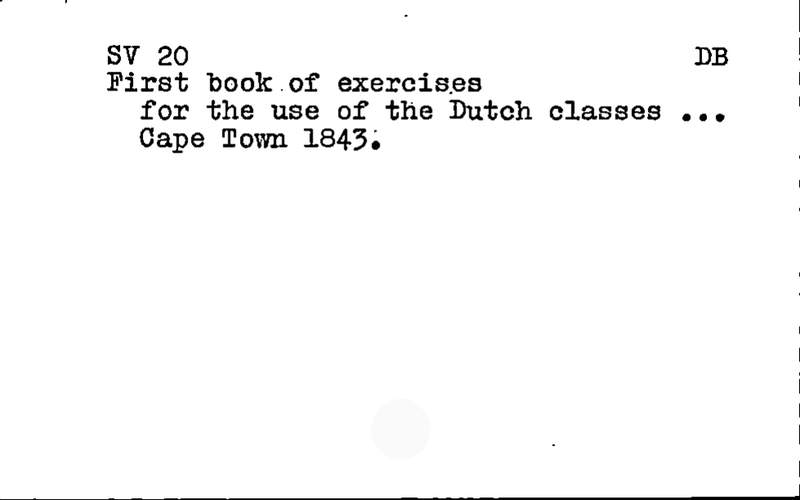 SV 20 DB
First book of exercises
for the use of the Dutch classes ...
Cape Town 1843.